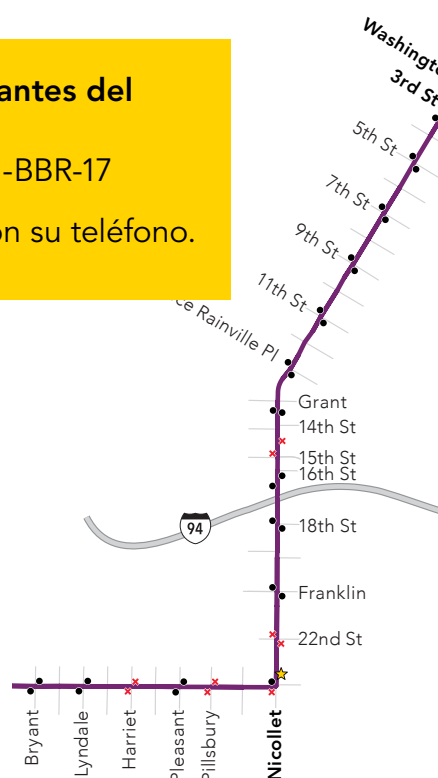 antes del
-BBR-17
on su teléfono.
Washingto
3rd St
5th St
7th St
9th St
11th St
ce Rainville Pl
Grant
14th St
15th St
16th St
94
18th St
Franklin
22nd St
Bryant
Lyndale
Harriet
Pleasant
Pillsbury
Nicollet